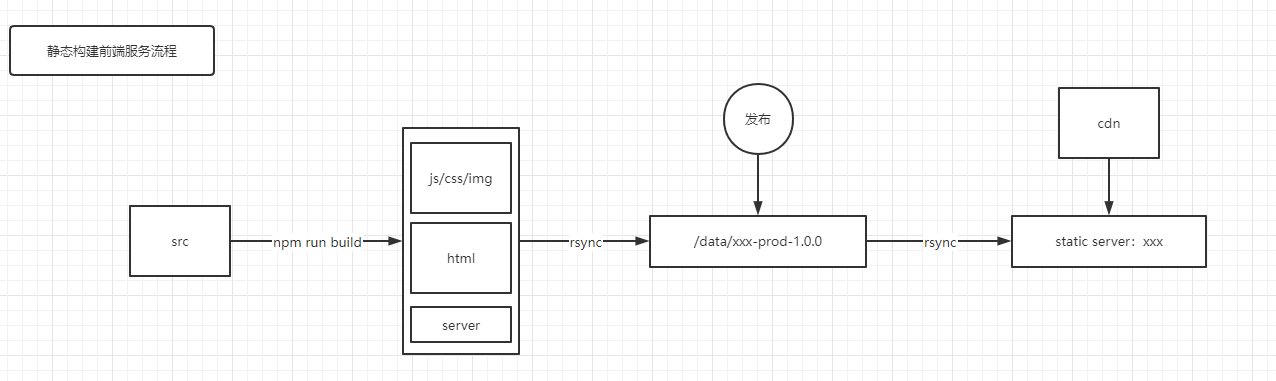 静态构建前端服务流程
发布
cdn
js/css/img
src
npm run build
html
rsync
/data/xxx-prod-1.0.0
rsync
static server：xxx
server